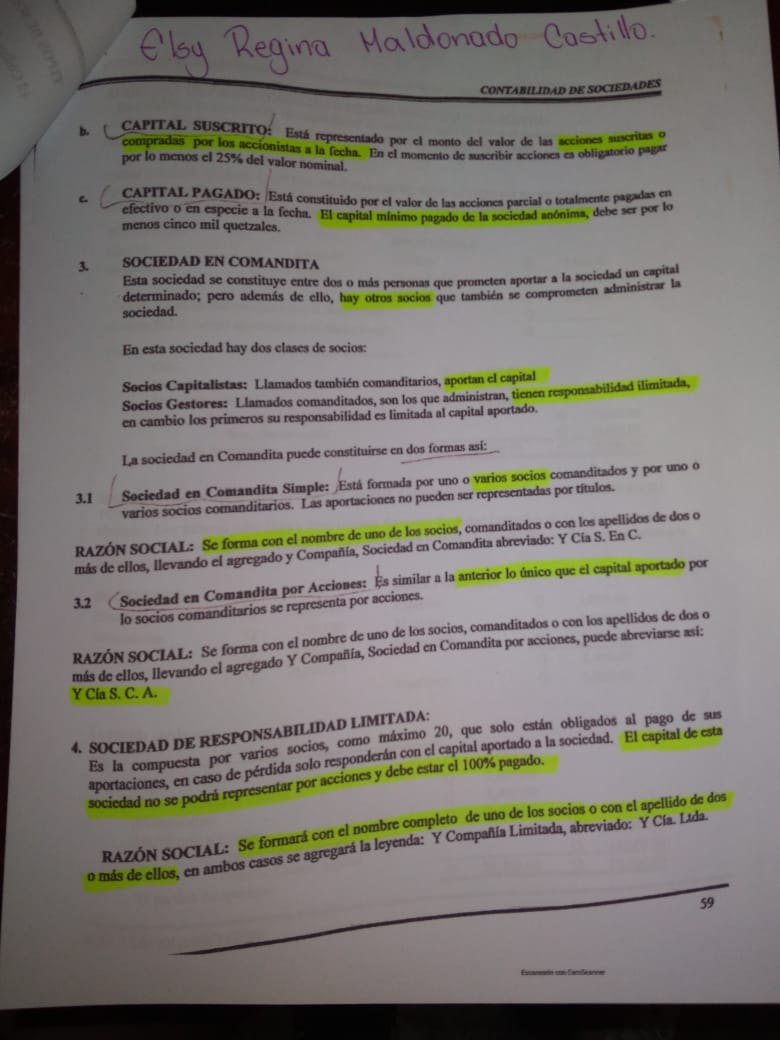 Elsy Regina Maldonado Castillo.
CONTABILIDAD DE SOCIEDADES
b. CAPITAL SUSCRITO: Está representado por el monto del valor de las acciones suscritas o
compradas por los accionistas a la fecha. En el momento de suscribir acciones es obligatorio pagar
por lo menos el 25% del valor nominal.
c. CAPITAL PAGADO: Está constituido por el valor de las acciones parcial o totalmente pagadas en
efectivo o en especie a la fecha. El capital mínimo pagado de la sociedad anónima, debe ser por lo
menos cinco mil quetzales.
3. SOCIEDAD EN COMANDITA
Esta sociedad se constituye entre dos o más personas que prometen aportar a la sociedad un capital
determinado; pero además de ello, hay otros socios que también se comprometen administrar la
sociedad.
En esta sociedad hay dos clases de socios:
Socios Capitalistas: Llamados también comanditarios, aportan el capital
Socios Gestores: Llamados comanditados, son los que administran, tienen responsabilidad ilimitada,
en cambio los primeros su responsabilidad es limitada al capital aportado.
La sociedad en Comandita puede constituirse en dos formas así:
3.1 Sociedad en Comandita Simple: Está formada por uno o varios socios comanditados y por uno o
varios socios comanditarios. Las aportaciones no pueden ser representadas por títulos.
RAZÓN SOCIAL: Se forma con el nombre de uno de los socios, comanditados o con los apellidos de dos o
más de ellos, llevando el agregado y Compañía, Sociedad en Comandita abreviado: Y Cía S. En C.
3.2 Sociedad en Comandita por Acciones: Es similar a la anterior lo único que el capital aportado por
lo socios comanditarios se representa por acciones.
RAZÓN SOCIAL: Se forma con el nombre de uno de los socios, comanditados o con los apellidos de dos o
más de ellos, llevando el agregado Y Compañía, Sociedad en Comandita por acciones, puede abreviarse así:
Y Cía S. C. A.
4. SOCIEDAD DE RESPONSABILIDAD LIMITADA:
Es la compuesta por varios socios, como máximo 20, que solo están obligados al pago de sus
aportaciones, en caso de pérdida solo responderán con el capital aportado a la sociedad. El capital de esta
sociedad no se podrá representar por acciones y debe estar el 100% pagado.
RAZÓN SOCIAL: Se formará con el nombre completo de uno de los socios o con el apellido de dos
o más de ellos, en ambos casos se agregará la leyenda: Y Compañía Limitada, abreviado: Y Cía. Ltda.
59
Escaneado con CamScanner